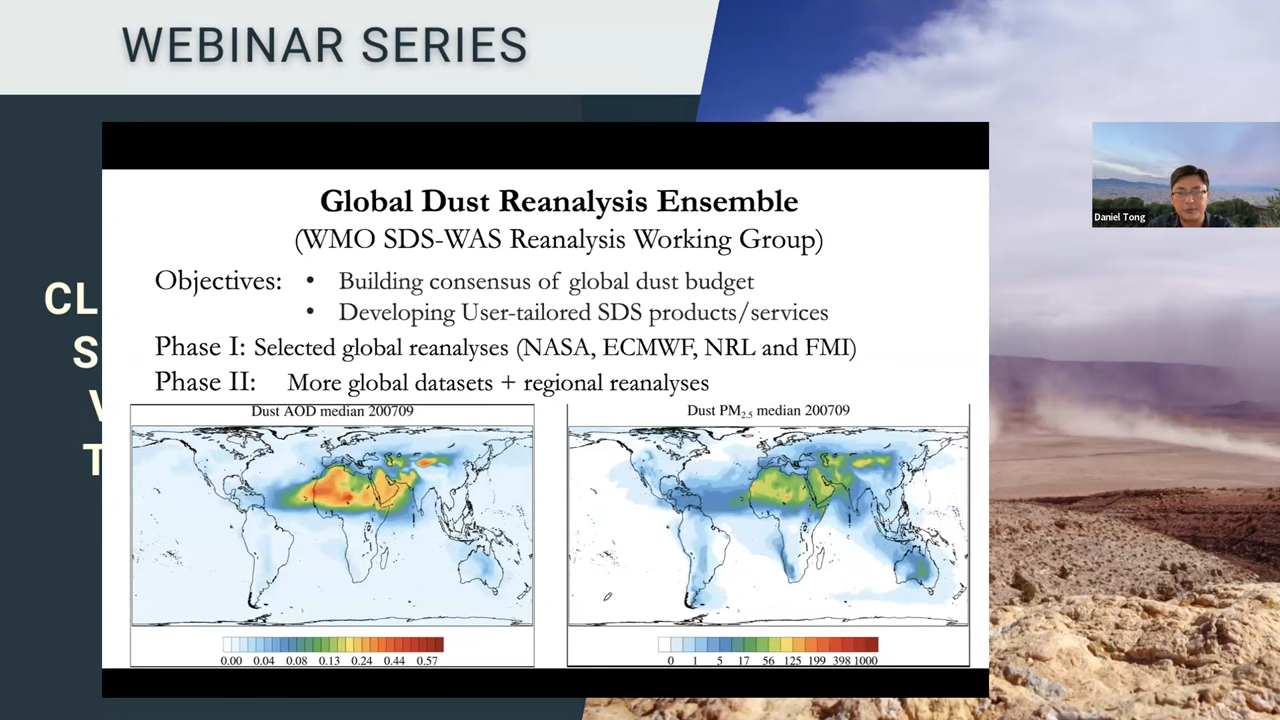 WEBINAR SERIES
CL
S
V
T
Global Dust Reanalysis Ensemble
(WMO SDS-WAS Reanalysis Working Group)
Objectives: • Building consensus of global dust budget
• Developing User-tailored SDS products/services
Phase I: Selected global reanalyses (NASA, ECMWF, NRL and FMI)
Phase II: More global datasets + regional reanalyses
Dust AOD median 200709
0.00 0.04 0.08 0.13 0.24 0.44 0.57
Dust PM2.5 median 200709
0 1 5 17 56 125 199 398 1000
Daniel Tong